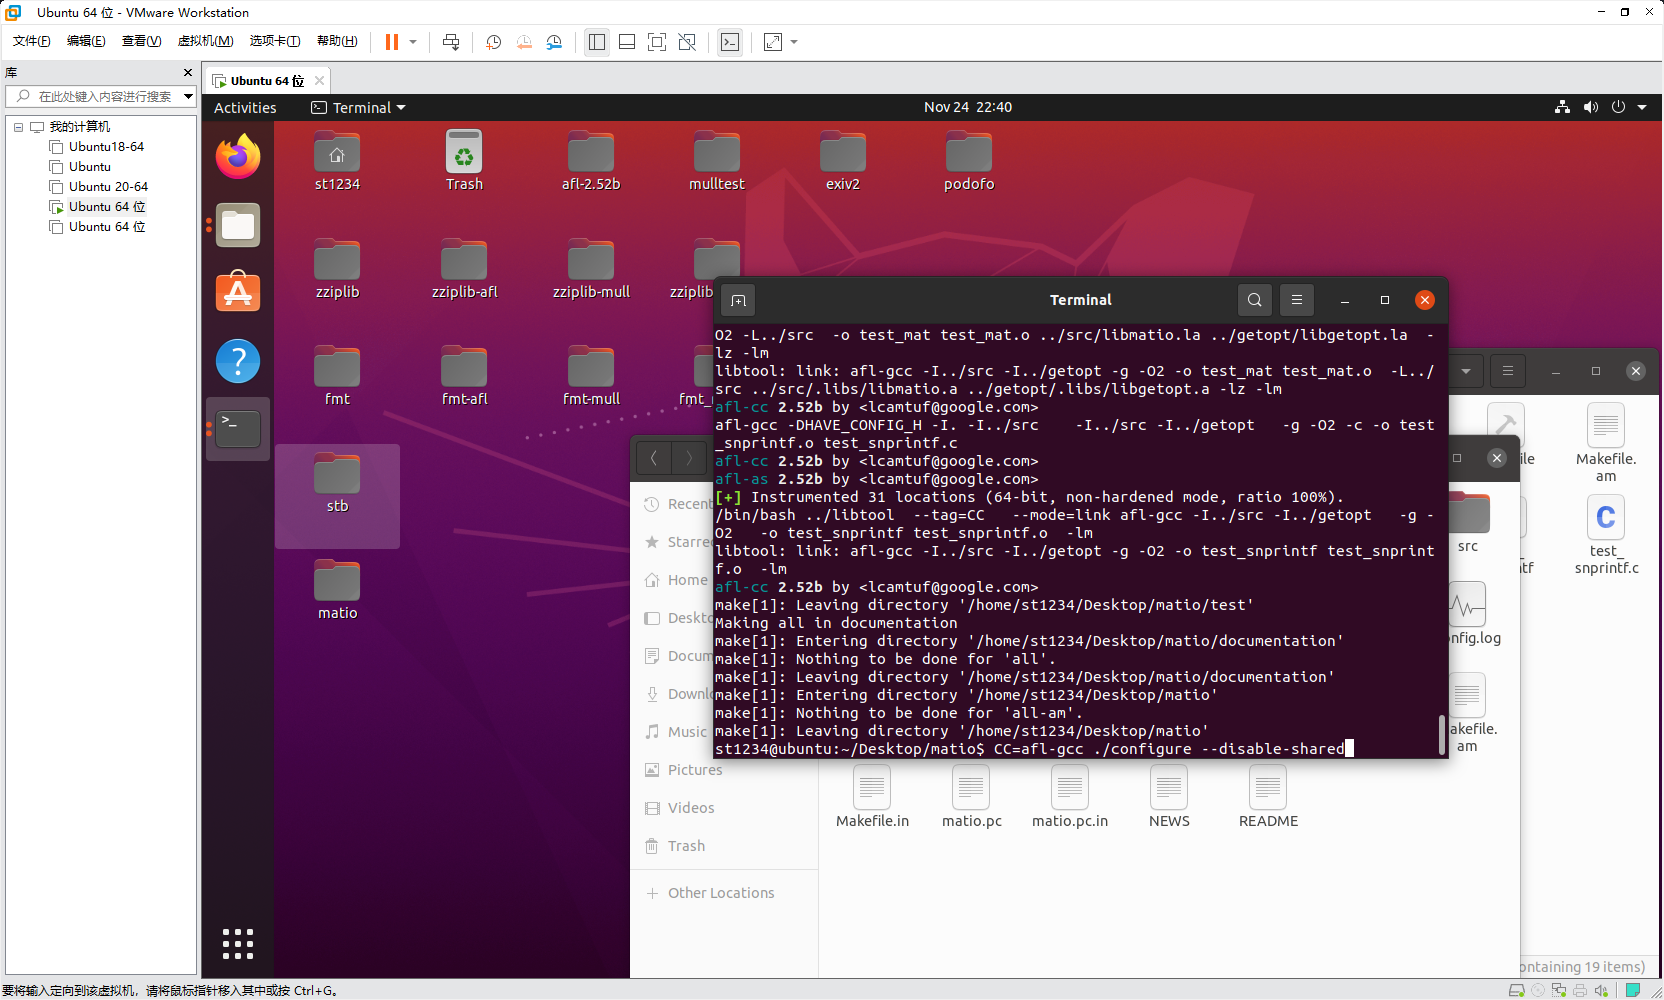 Ubuntu 64 位 - VMware Workstation
文件(F) 编辑(E) 查看(V) 虚拟机(M) 选项卡(T) 帮助(H)
库
在此处键入内容进行搜索
我的计算机
Ubuntu18-64
Ubuntu
Ubuntu 20-64
Ubuntu 64 位
Ubuntu 64 位
Ubuntu 64 位
Activities
Terminal
Nov 24 22:40
st1234
Trash
afl-2.52b
mulltest
exiv2
podofo
zziplib
zziplib-afl
zziplib-mull
zziplib
fmt
fmt-afl
fmt-mull
fmt_
stb
matio
Terminal
O2 -L../src  -o test_mat test_mat.o ../src/libmatio.la ../getopt/libgetopt.la  -
lz -lm
libtool: link: afl-gcc -I../src -I../getopt -g -O2 -o test_mat test_mat.o  -L../
src ../src/.libs/libmatio.a ../getopt/.libs/libgetopt.a -lz -lm
afl-cc 2.52b by <lcamtuf@google.com>
afl-gcc -DHAVE_CONFIG_H -I. -I../src    -I../src -I../getopt   -g -O2 -c -o test
_snprintf.o test_snprintf.c
afl-cc 2.52b by <lcamtuf@google.com>
afl-as 2.52b by <lcamtuf@google.com>
[+] Instrumented 31 locations (64-bit, non-hardened mode, ratio 100%).
/bin/bash ../libtool  --tag=CC   --mode=link afl-gcc -I../src -I../getopt   -g -
O2   -o test_snprintf test_snprintf.o  -lm
libtool: link: afl-gcc -I../src -I../getopt -g -O2 -o test_snprintf test_snprint
f.o  -lm
afl-cc 2.52b by <lcamtuf@google.com>
make[1]: Leaving directory '/home/st1234/Desktop/matio/test'
Making all in documentation
make[1]: Entering directory '/home/st1234/Desktop/matio/documentation'
make[1]: Nothing to be done for 'all'.
make[1]: Leaving directory '/home/st1234/Desktop/matio/documentation'
make[1]: Entering directory '/home/st1234/Desktop/matio'
make[1]: Nothing to be done for 'all-am'.
make[1]: Leaving directory '/home/st1234/Desktop/matio'
st1234@ubuntu:~/Desktop/matio$ CC=afl-gcc ./configure --disable-shared
Recent
Starre
Home
Deskto
Docum
Downl
Music
Pictures
Videos
Trash
Other Locations
Makefile.in
matio.pc
matio.pc.in
NEWS
README
src
nfig.log
akefile.
am
ile
Makefile.
am
ntf
test_
snprintf.c
ontaining 19 items)
要将输入定向到该虚拟机，请将鼠标指针移入其中或按 Ctrl+G。